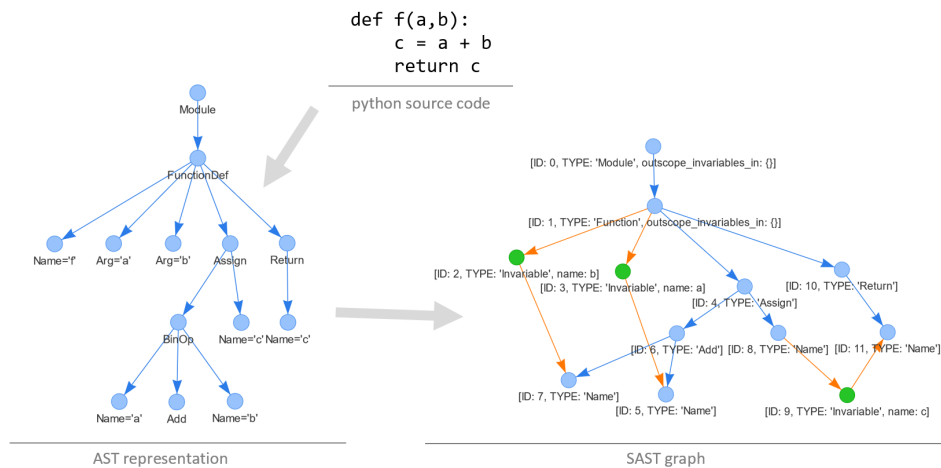 def f(a,b):
    c = a + b
    return c
python source code
Module
FunctionDef
Name='f'
Arg='a'
Arg='b'
Assign
Return
BinOp
Name='c'
Name='c'
Name='a'
Add
Name='b'
AST representation
[ID: 0, TYPE: 'Module', outscope_invariables_in: {}]
[ID: 1, TYPE: 'Function', outscope_invariables_in: {}]
[ID: 2, TYPE: 'Invariable', name: b]
[ID: 3, TYPE: 'Invariable', name: a]
[ID: 10, TYPE: 'Return']
[ID: 4, TYPE: 'Assign']
[ID: 6, TYPE: 'Add']
[ID: 8, TYPE: 'Name']
[ID: 11, TYPE: 'Name']
[ID: 7, TYPE: 'Name']
[ID: 5, TYPE: 'Name']
[ID: 9, TYPE: 'Invariable', name: c]
SAST graph